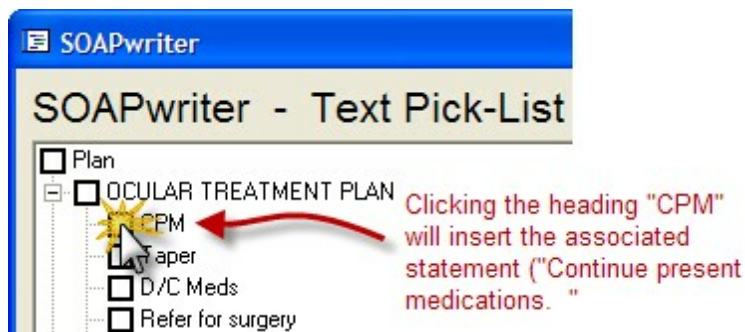 SOAPwriter
SOAPwriter - Text Pick-List
Plan
OCULAR TREATMENT PLAN
CPM
Taper
D/C Meds
Refer for surgery
Clicking the heading "CPM"
will insert the associated
statement ("Continue present
medications. "